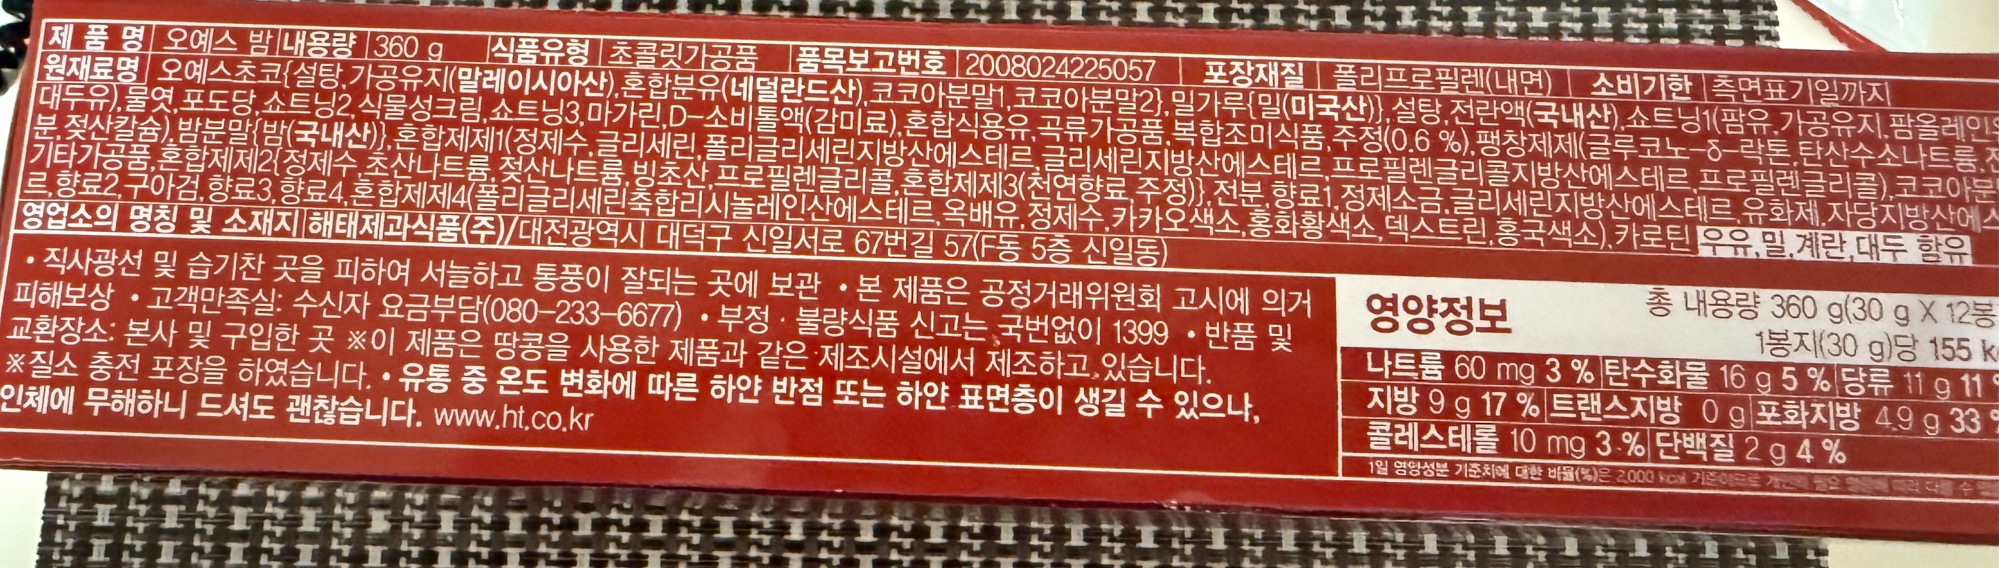 제 품 명 오예스 밤 내용량 360 g 식품유형 초콜릿가공품 품목보고번호 2008024225057 포장재질 폴리프로필렌(내면) 소비기한 측면표기일까지
원재료명 오예스초코{설탕,가공유지(말레이시아산),혼합분유(네덜란드산),코코아분말1,코코아분말2},밀가루{밀(미국산)},설탕,전란액(국내산),쇼트닝1(팜유,가공유지,팜올레인유
대두유),물엿,포도당,쇼트닝2,식물성크림,쇼트닝3,마가린,D-소비톨액(감미료),혼합식용유,곡류가공품,복합조미식품,주정(0.6 %),팽창제제(글루코노-δ-락톤,탄산수소나트륨,
분,젖산칼슘),밤분말{밤(국내산)},혼합제제1(정제수,글리세린,폴리글리세린지방산에스테르,글리세린지방산에스테르,프로필렌글리콜지방산에스테르,프로필렌글리콜),코코아분
기타가공품,혼합제제2{정제수,초산나트륨,젖산나트륨,빙초산,프로필렌글리콜,혼합제제3(천연향료,주정)},전분,향료1,정제소금,글리세린지방산에스테르,유화제,자당지방산에스
르,향료2,구아검,향료3,향료4,혼합제제4(폴리글리세린축합리시놀레인산에스테르,옥배유,정제수,카카오색소,홍화황색소,덱스트린,홍국색소),카로틴 우유,밀,계란,대두 함유
영업소의 명칭 및 소재지 해태제과식품(주)/대전광역시 대덕구 신일서로 67번길 57(F동 5층 신일동)
• 직사광선 및 습기찬 곳을 피하여 서늘하고 통풍이 잘되는 곳에 보관 • 본 제품은 공정거래위원회 고시에 의거
피해보상 • 고객만족실: 수신자 요금부담(080-233-6677) • 부정 · 불량식품 신고는 국번없이 1399 • 반품 및
교환장소: 본사 및 구입한 곳 ※이 제품은 땅콩을 사용한 제품과 같은 제조시설에서 제조하고 있습니다.
※질소 충전 포장을 하였습니다. • 유통 중 온도 변화에 따른 하얀 반점 또는 하얀 표면층이 생길 수 있으나,
인체에 무해하니 드셔도 괜찮습니다. www.ht.co.kr
영양정보
총 내용량 360 g(30 g X 12봉
1봉지(30 g)당 155
나트륨 60 mg 3 % 탄수화물 16 g 5 % 당류 11 g 11
지방 9 g 17 % 트랜스지방 0 g 포화지방 4.9 g 33
콜레스테롤 10 mg 3 % 단백질 2 g 4 %
1일 영양성분 기준치에 대한 비율(%)은 2,000 kcal